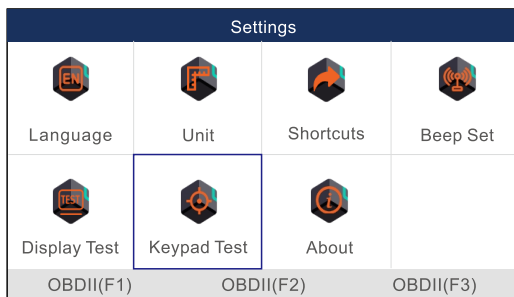 Settings
EN
Language
Unit
Shortcuts
Beep Set
TEST
Display Test
Keypad Test
i
About
OBDII(F1) OBDII(F2) OBDII(F3)